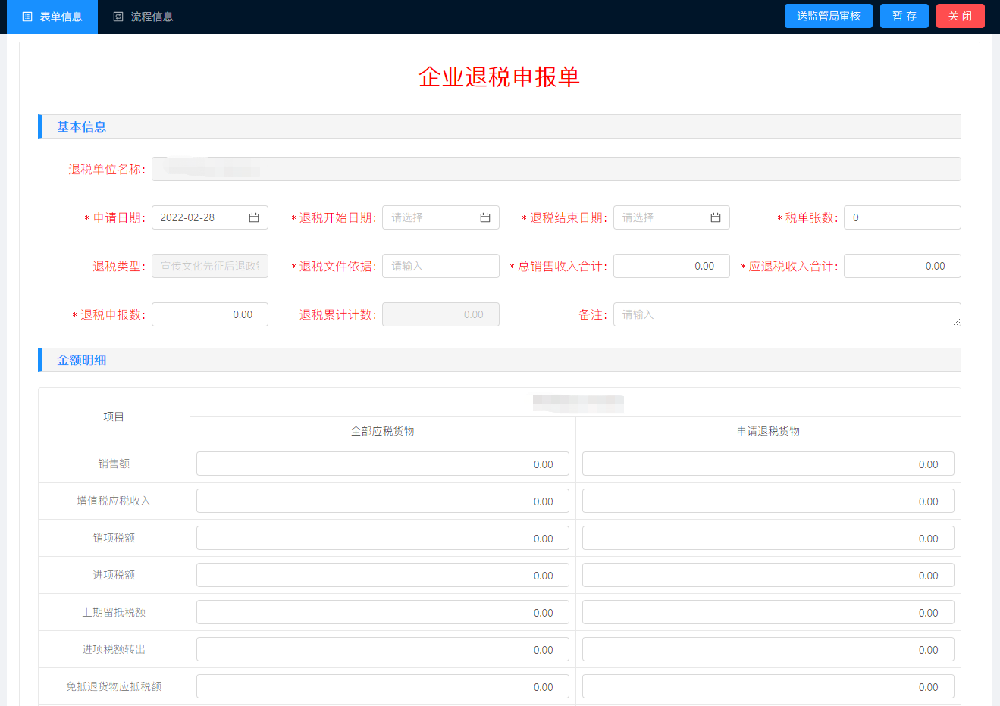 表单信息 流程信息 送监管局审核 暂 存 关 闭
企业退税申报单
基本信息
退税单位名称:
* 申请日期: 2022-02-28 * 退税开始日期: 请选择 * 退税结束日期: 请选择 * 税单张数: 0
退税类型: 宣传文化先征后退政 * 退税文件依据: 请输入 * 总销售收入合计: 0.00 * 应退税收入合计: 0.00
* 退税申报数: 0.00 退税累计计数: 0.00 备注: 请输入
金额明细
项目
全部应税货物 申请退税货物
销售额 0.00 0.00
增值税应税收入 0.00 0.00
销项税额 0.00 0.00
进项税额 0.00 0.00
上期留抵税额 0.00 0.00
进项税额转出 0.00 0.00
免抵退货物应抵税额 0.00 0.00